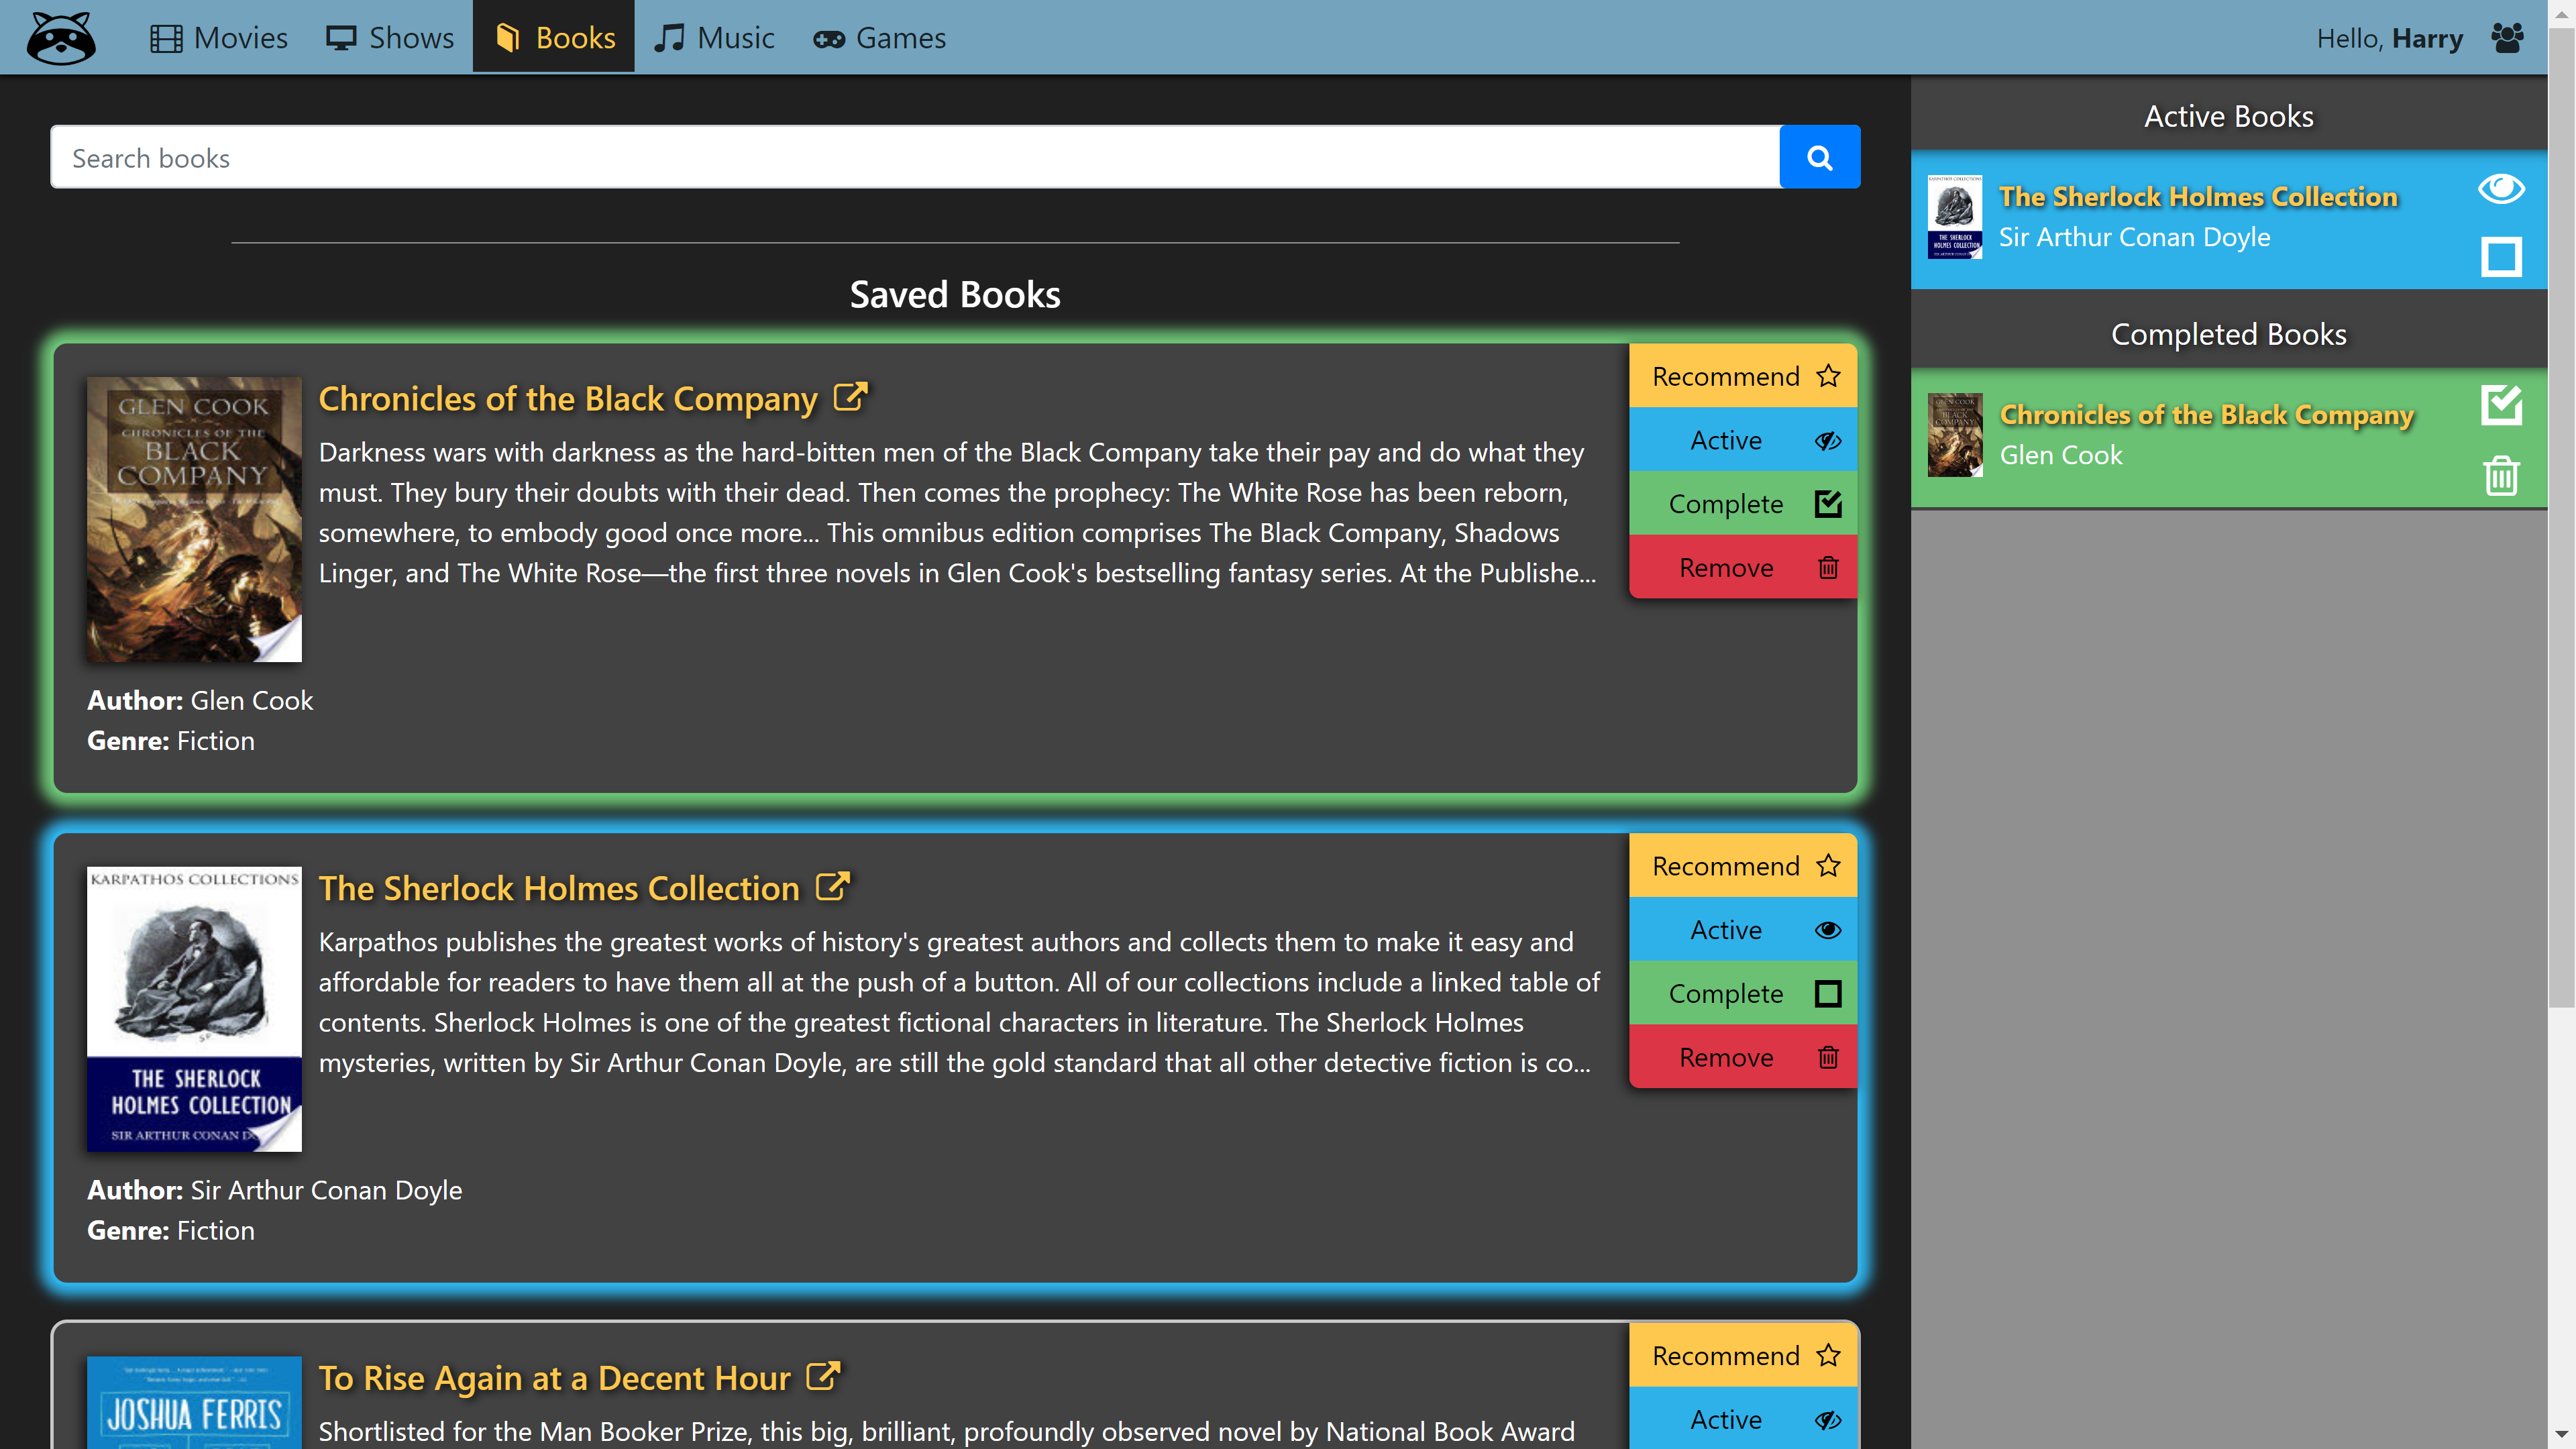 Movies
Shows
Books
Music
Games
Hello, Harry
Search books
Saved Books
GLEN COOK
CHRONICLES OF THE
BLACK
COMPANY
Chronicles of the Black Company
Darkness wars with darkness as the hard-bitten men of the Black Company take their pay and do what they
must. They bury their doubts with their dead. Then comes the prophecy: The White Rose has been reborn,
somewhere, to embody good once more... This omnibus edition comprises The Black Company, Shadows
Linger, and The White Rose—the first three novels in Glen Cook's bestselling fantasy series. At the Publishe...
Recommend
Active
Complete
Remove
Author: Glen Cook
Genre: Fiction
KARPATHOS COLLECTIONS
THE SHERLOCK
HOLMES COLLECTION
SIR ARTHUR CONAN
The Sherlock Holmes Collection
Karpathos publishes the greatest works of history's greatest authors and collects them to make it easy and
affordable for readers to have them all at the push of a button. All of our collections include a linked table of
contents. Sherlock Holmes is one of the greatest fictional characters in literature. The Sherlock Holmes
mysteries, written by Sir Arthur Conan Doyle, are still the gold standard that all other detective fiction is co...
Recommend
Active
Complete
Remove
Author: Sir Arthur Conan Doyle
Genre: Fiction
JOSHUA FERRIS
To Rise Again at a Decent Hour
Shortlisted for the Man Booker Prize, this big, brilliant, profoundly observed novel by National Book Award
Recommend
Active
Active Books
KARPATHOS COLLECTIONS
THE SHERLOCK
HOLMES COLLECTION
The Sherlock Holmes Collection
Sir Arthur Conan Doyle
Completed Books
GLEN COOK
BLACK
COMPANY
Chronicles of the Black Company
Glen Cook